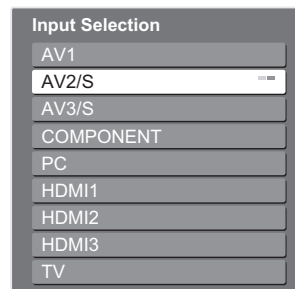 Input Selection
AV1
AV2/S
AV3/S
COMPONENT
PC
HDMI1
HDMI2
HDMI3
TV